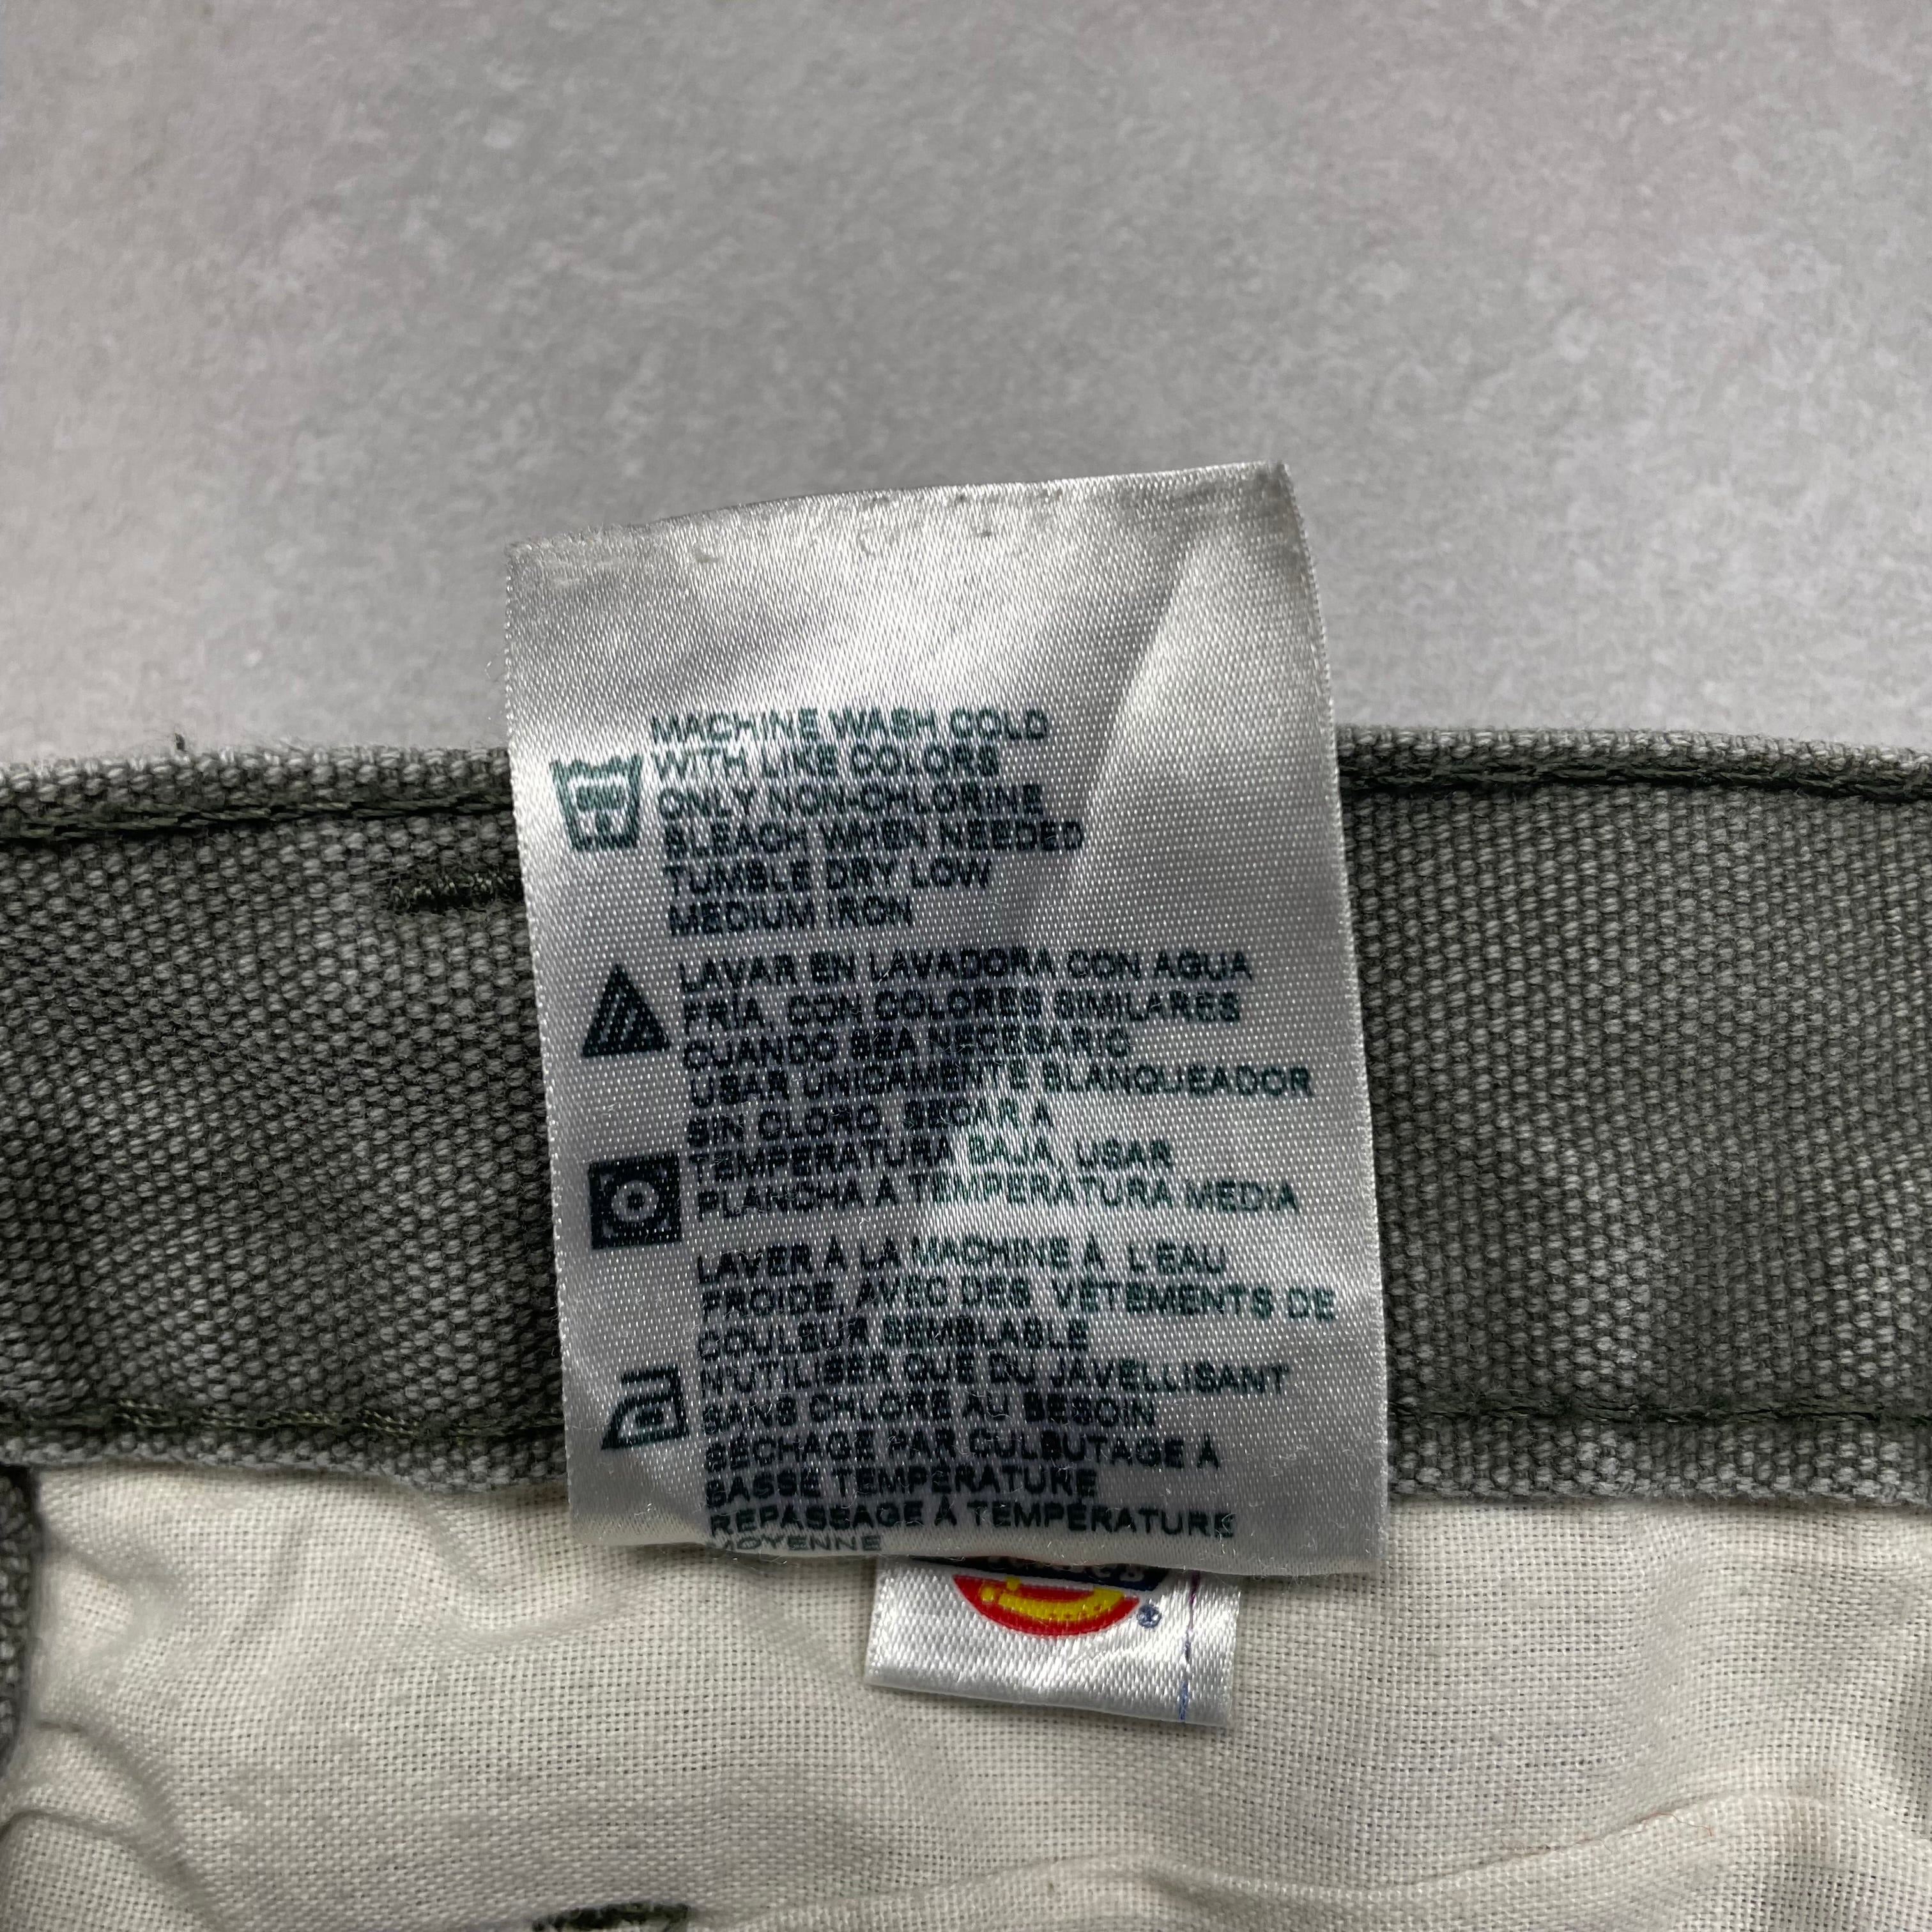 MACHINE WASH COLD
WITH LIKE COLORS
ONLY NON-CHLORINE
BLEACH WHEN NEEDED
TUMBLE DRY LOW
MEDIUM IRON
LAVAR EN LAVADORA CON AGUA
FRIA, CON COLORES SIMILARES
CUANDO SEA NECESARIO
USAR UNICAMENTE BLANQUEADOR
SIN CLORO, SECAR A
TEMPERATURA BAJA, USAR
PLANCHA A TEMPERATURA MEDIA
LAVER À LA MACHINE À L'EAU
FROIDE, AVEC DES VÊTEMENTS DE
COULEUR SEMBLABLE
N'UTILISER QUE DU JAVELLISANT
SANS CHLORE AU BESOIN
SÉCHAGE PAR CULBUTAGE À
BASSE TEMPÉRATURE
REPASSAGE À TEMPÉRATURE
MOYENNE
®